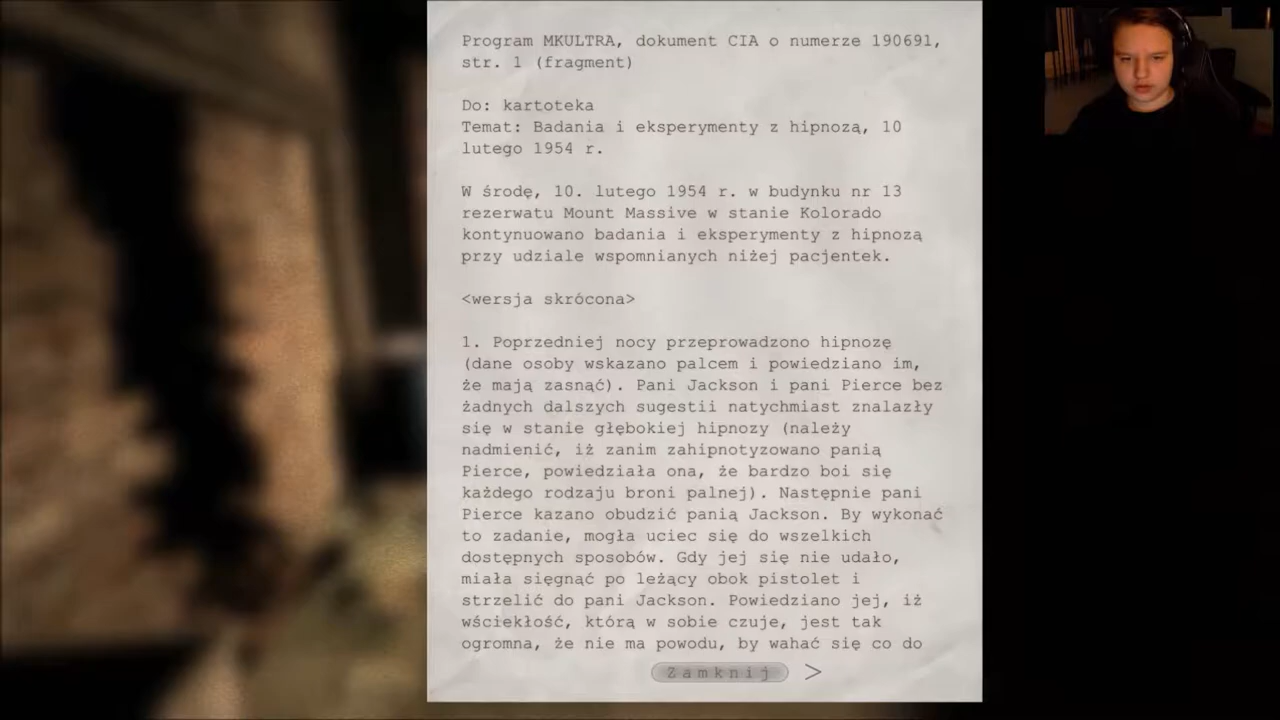 Program MKULTRA, dokument CIA o numerze 190691,
str. 1 (fragment)
Do: kartoteka
Temat: Badania i eksperymenty z hipnozą, 10
lutego 1954 r.
W środę, 10. lutego 1954 r. w budynku nr 13
rezerwatu Mount Massive w stanie Kolorado
kontynuowano badania i eksperymenty z hipnozą
przy udziale wspomnianych niżej pacjentek.
<wersja skrócona>
1. Poprzedniej nocy przeprowadzono hipnozę
(dane osoby wskazano palcem i powiedziano im,
że mają zasnąć). Pani Jackson i pani Pierce bez
żadnych dalszych sugestii natychmiast znalazły
się w stanie głębokiej hipnozy (należy
nadmienić, iż zanim zahipnotyzowano panią
Pierce, powiedziała ona, że bardzo boi się
każdego rodzaju broni palnej). Następnie pani
Pierce kazano obudzić panią Jackson. By wykonać
to zadanie, mogła uciec się do wszelkich
dostępnych sposobów. Gdy jej się nie udało,
miała sięgnąć po leżący obok pistolet i
strzelić do pani Jackson. Powiedziano jej, iż
wściekłość, którą w sobie czuje, jest tak
ogromna, że nie ma powodu, by wahać się co do
Zamknij >